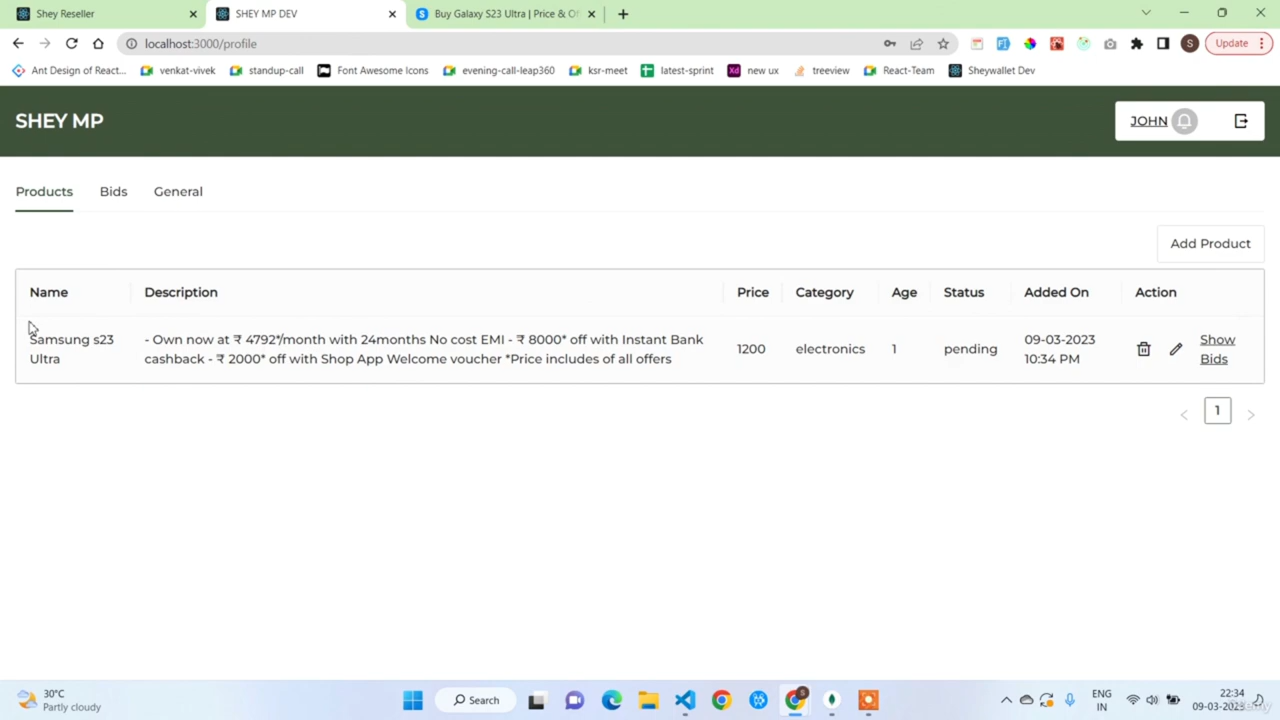 Shey Reseller
SHEY MP DEV
Buy Galaxy S23 Ultra | Price & Of
localhost:3000/profile
S
Update
Ant Design of React...
venkat-vivek
standup-call
Font Awesome Icons
evening-call-leap360
ksr-meet
latest-sprint
Xd new ux
treeview
React-Team
Sheywallet Dev
SHEY MP
JOHN
Products Bids General
Add Product
Name Description Price Category Age Status Added On Action
Samsung s23
Ultra
- Own now at ₹ 4792*/month with 24months No cost EMI - ₹ 8000* off with Instant Bank
cashback - ₹ 2000* off with Shop App Welcome voucher *Price includes of all offers
1200
electronics
1
pending
09-03-2023
10:34 PM
Show
Bids
< 1 >
30°C
Partly cloudy
Search
ENG
IN
22:34
09-03-2023